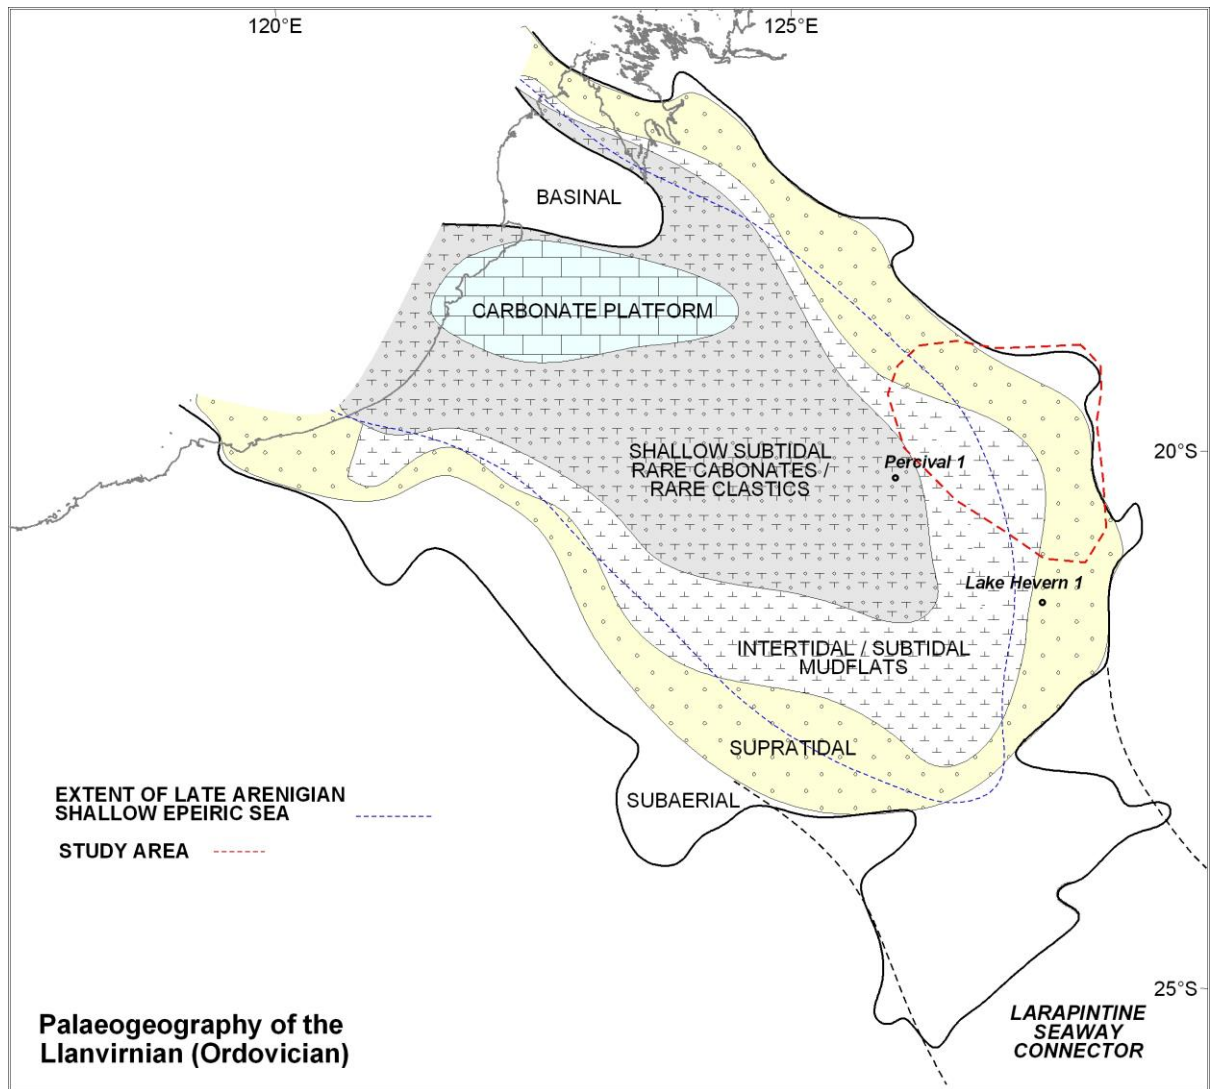 120°E
125°E
BASINAL
CARBONATE PLATFORM
SHALLOW SUBTIDAL
RARE CABONATES /
RARE CLASTICS
Percival 1
20°S
Lake Hevern 1
INTERTIDAL / SUBTIDAL
MUDFLATS
SUPRATIDAL
SUBAERIAL
EXTENT OF LATE ARENIGIAN
SHALLOW EPEIRIC SEA
STUDY AREA
25°S
Palaeogeography of the
Llanvirnian (Ordovician)
LARAPINTINE
SEAWAY
CONNECTOR